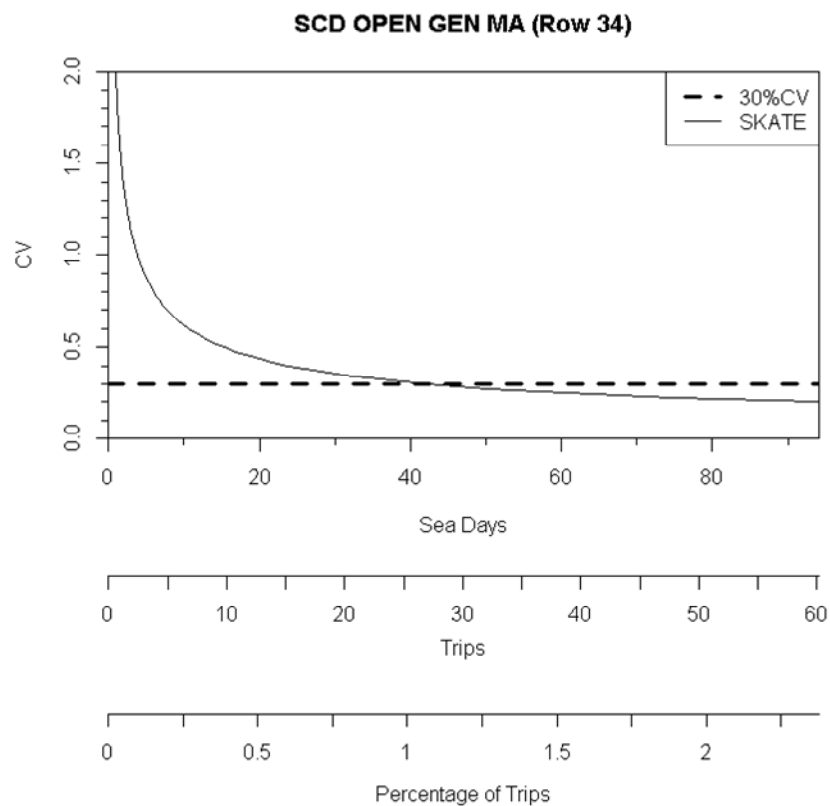 SCD OPEN GEN MA (Row 34)
30%CV
SKATE
CV
2.0
1.5
1.0
0.5
0.0
0 20 40 60 80
Sea Days
0 10 20 30 40 50 60
Trips
0 0.5 1 1.5 2
Percentage of Trips